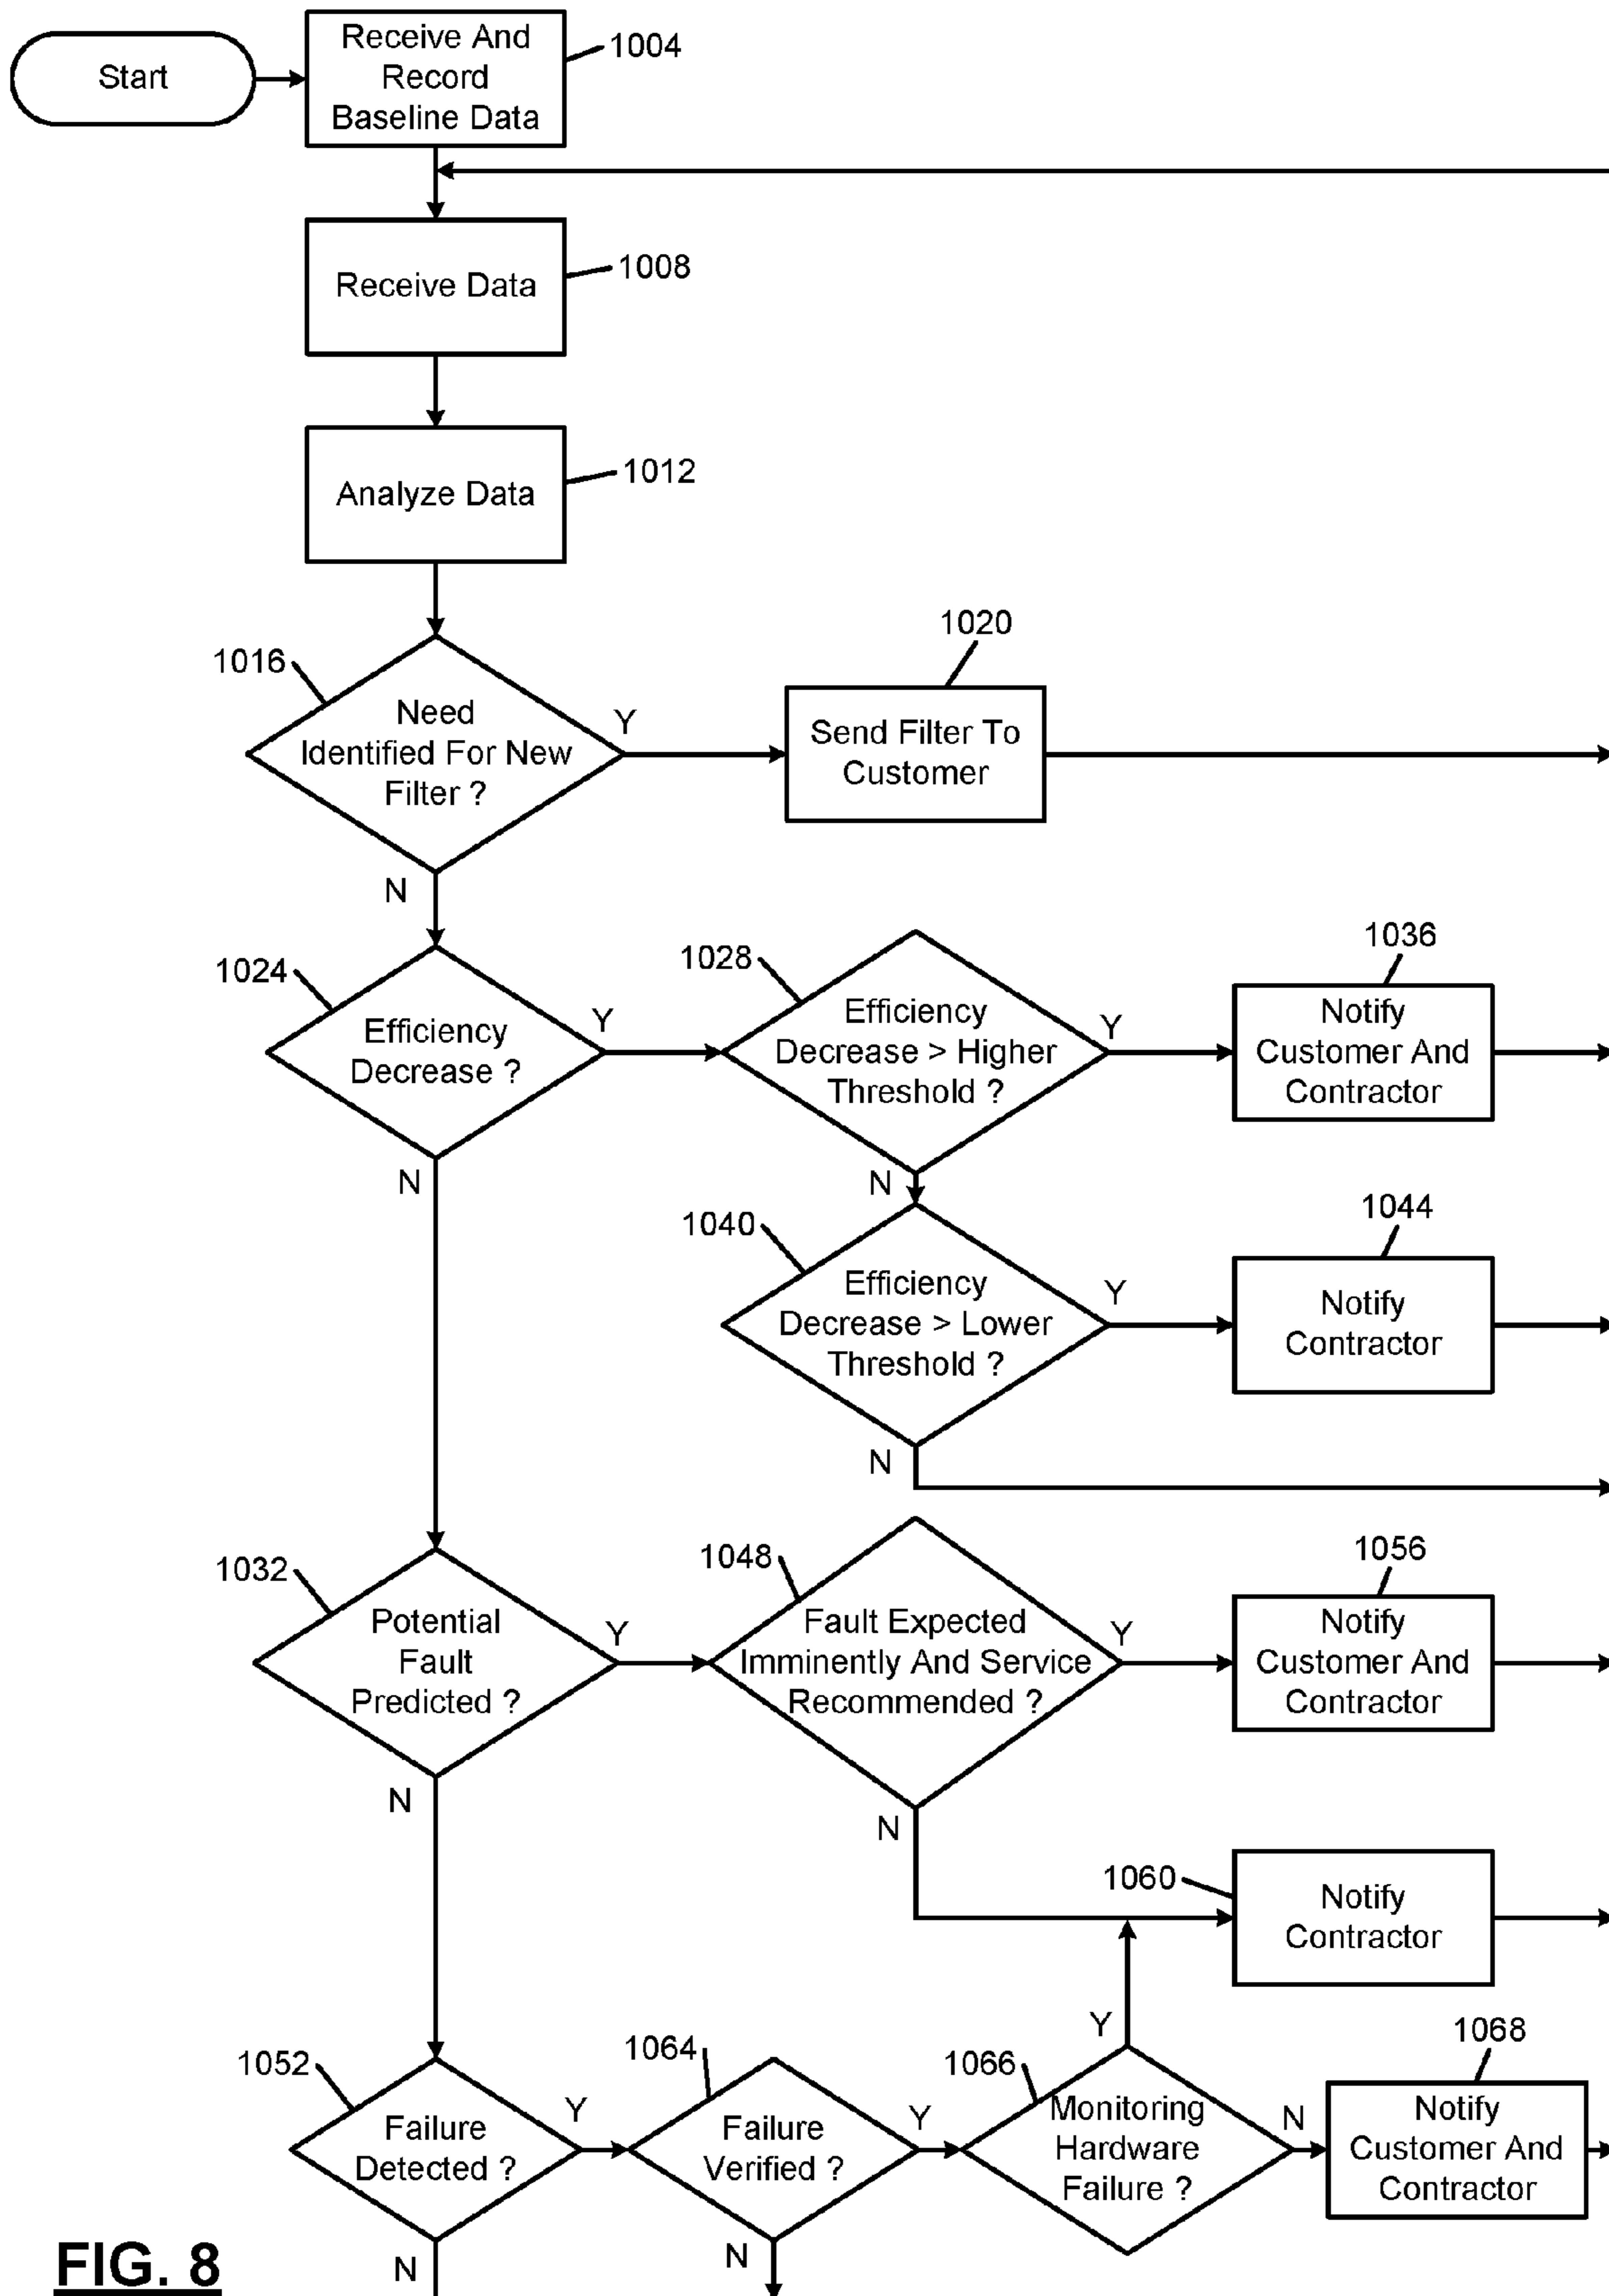 Start
Receive And
Record
Baseline Data
1004
Receive Data
1008
Analyze Data
1012
1016
Need
Identified For New
Filter ?
Y
N
1020
Send Filter To
Customer
1024
Efficiency
Decrease ?
Y
N
1028
Efficiency
Decrease > Higher
Threshold ?
Y
N
1036
Notify
Customer And
Contractor
1040
Efficiency
Decrease > Lower
Threshold ?
Y
N
1044
Notify
Contractor
1032
Potential
Fault
Predicted ?
Y
N
1048
Fault Expected
Imminently And Service
Recommended ?
Y
N
1056
Notify
Customer And
Contractor
1060
Notify
Contractor
1052
Failure
Detected ?
Y
N
1064
Failure
Verified ?
Y
N
1066
Monitoring
Hardware
Failure ?
Y
N
1068
Notify
Customer And
Contractor
FIG. 8